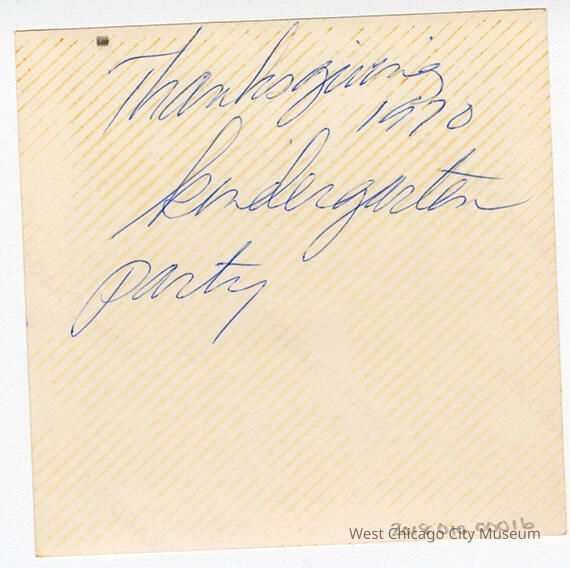 Thanksgiving
1970
kindergarten
party
West Chicago City Museum